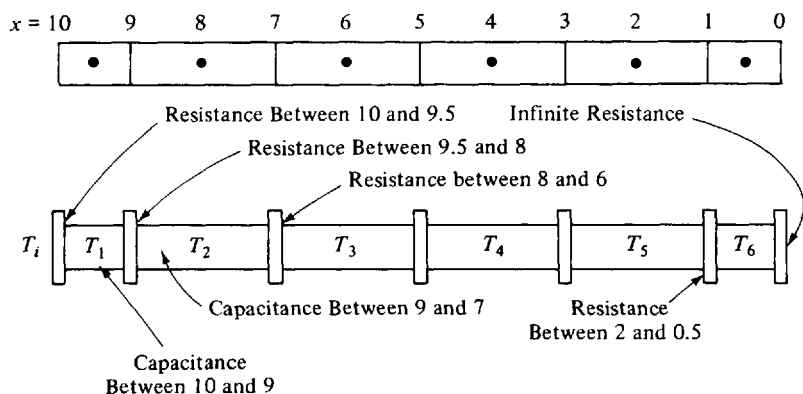 x = 10 9 8 7 6 5 4 3 2 1 0
Resistance Between 10 and 9.5
Infinite Resistance
Resistance Between 9.5 and 8
Resistance between 8 and 6
T_i T_1 T_2 T_3 T_4 T_5 T_6
Capacitance Between 9 and 7
Resistance
Between 2 and 0.5
Capacitance
Between 10 and 9